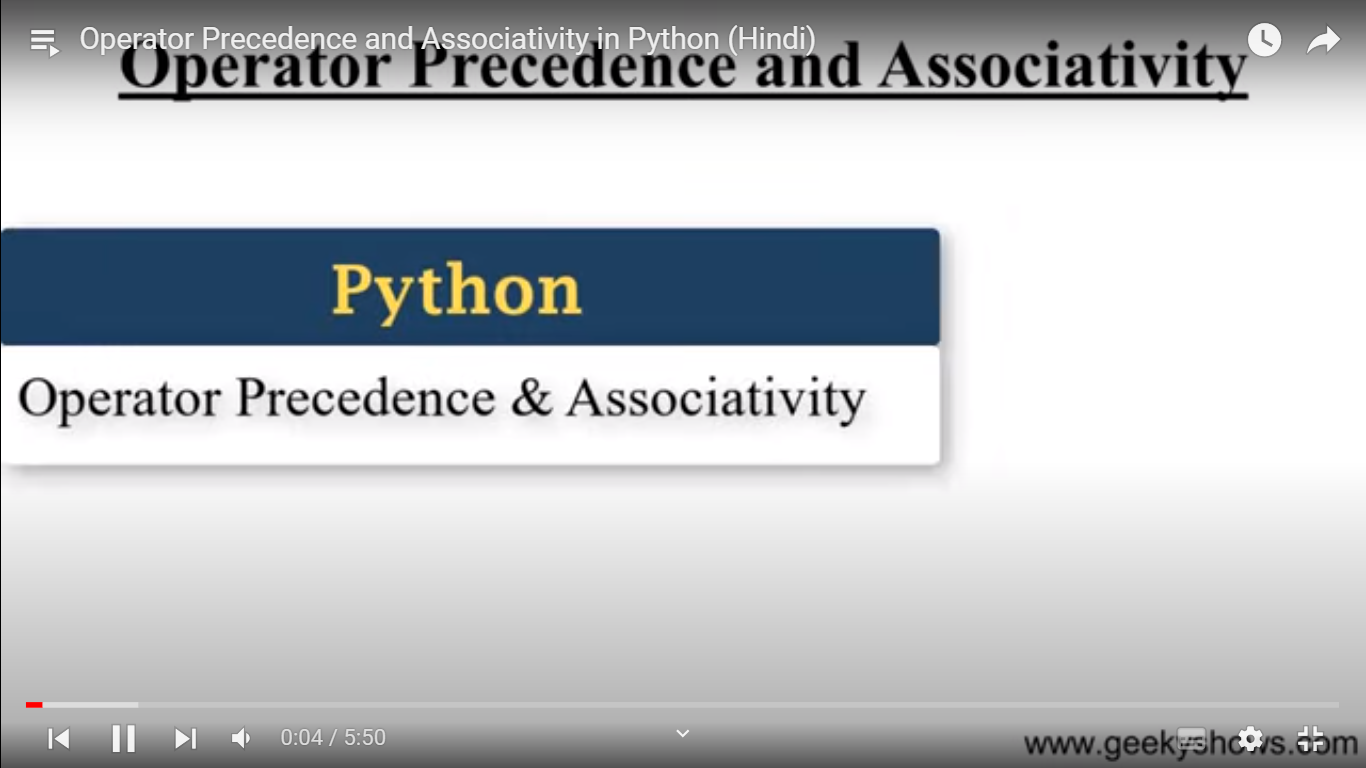 Operator Precedence and Associativity in Python (Hindi)
Operator Precedence and Associativity
Python
Operator Precedence & Associativity
0:04 / 5:50
www.geekyshows.com